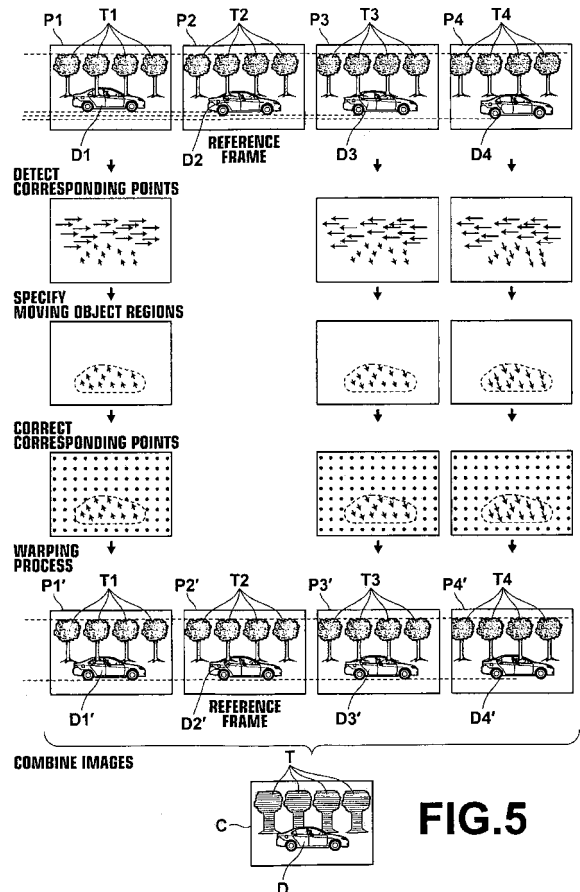 P1 T1 P2 T2 P3 T3 P4 T4
D1 D2 REFERENCE FRAME D3 D4
DETECT
CORRESPONDING POINTS
SPECIFY
MOVING OBJECT REGIONS
CORRECT
CORRESPONDING POINTS
WARPING
PROCESS
P1' T1 P2' T2 P3' T3 P4' T4
D1' D2' REFERENCE FRAME D3' D4'
COMBINE IMAGES
T
C
D
FIG.5